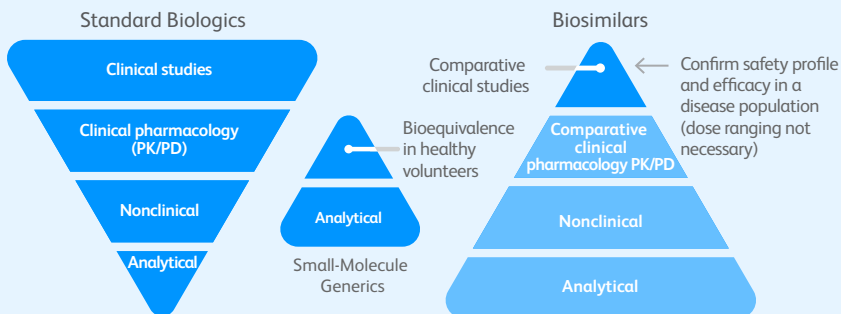 Standard Biologics
Clinical studies
Clinical pharmacology
(PK/PD)
Nonclinical
Analytical
Bioequivalence
in healthy
volunteers
Analytical
Small-Molecule
Generics
Biosimilars
Comparative
clinical studies
Confirm safety profile
and efficacy in a
disease population
(dose ranging not
necessary)
Comparative
clinical
pharmacology PK/PD
Nonclinical
Analytical